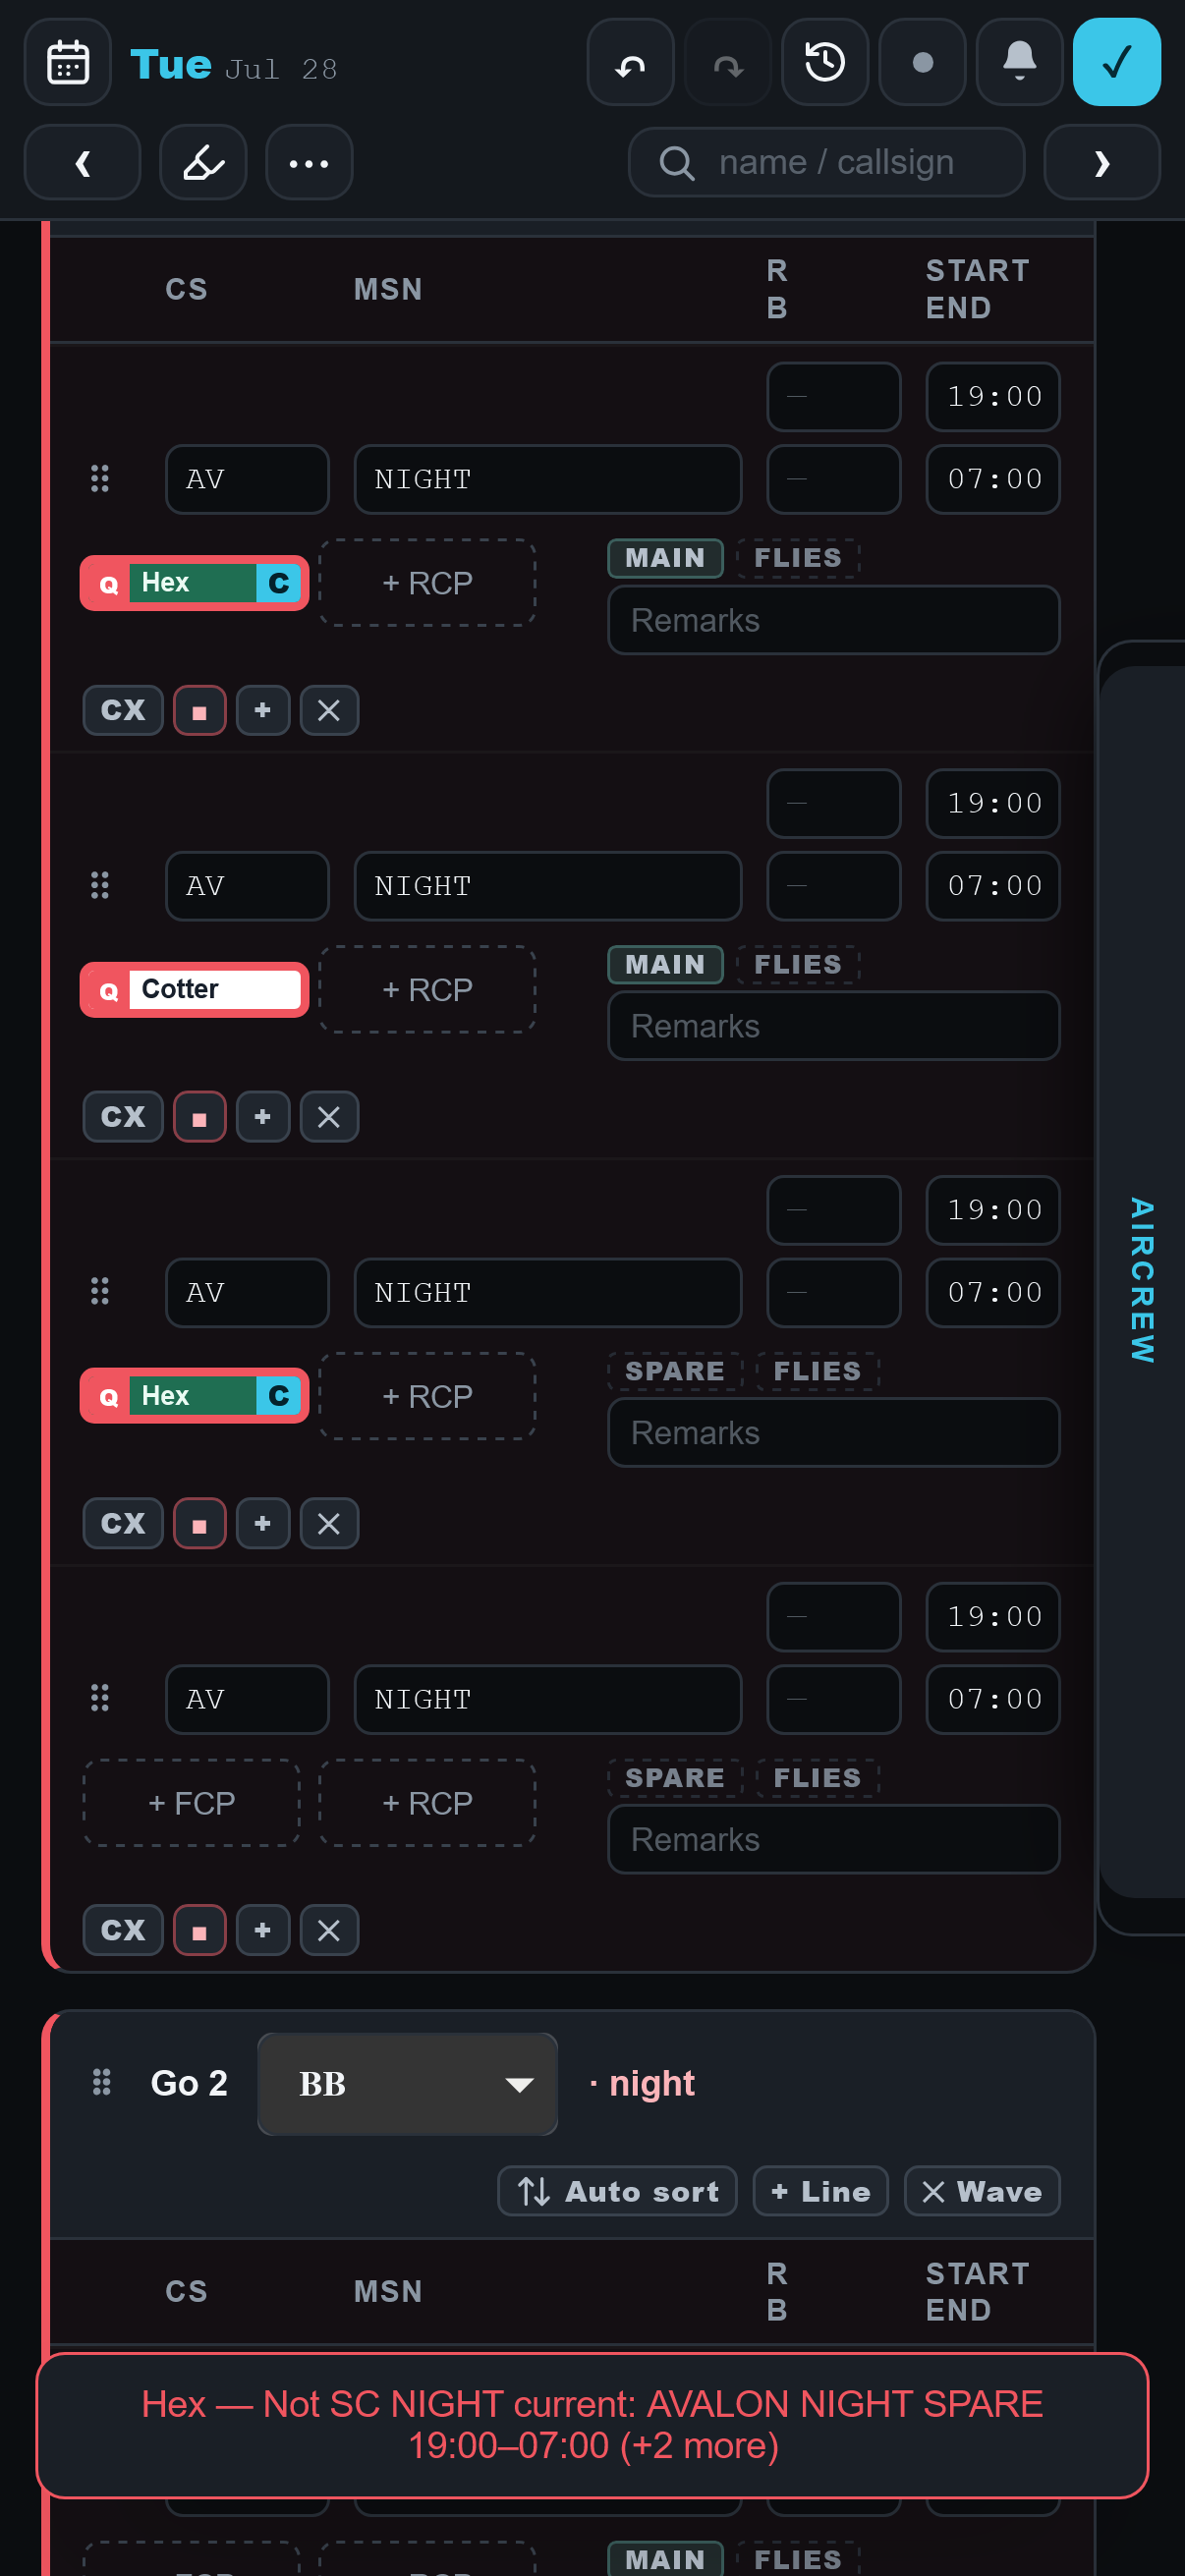 Tue Jul 28
name / callsign
CS MSN R B START END
— 19:00
AV NIGHT — 07:00
Q Hex C + RCP MAIN FLIES
Remarks
CX + ×
— 19:00
AV NIGHT — 07:00
Q Cotter + RCP MAIN FLIES
Remarks
CX + ×
— 19:00
AV NIGHT — 07:00
Q Hex C + RCP SPARE FLIES
Remarks
CX + ×
— 19:00
AV NIGHT — 07:00
+ FCP + RCP SPARE FLIES
Remarks
CX + ×
AIRCREW
Go 2 BB · night
Auto sort + Line × Wave
CS MSN R B START END
Hex — Not SC NIGHT current: AVALON NIGHT SPARE
19:00–07:00 (+2 more)
MAIN FLIES